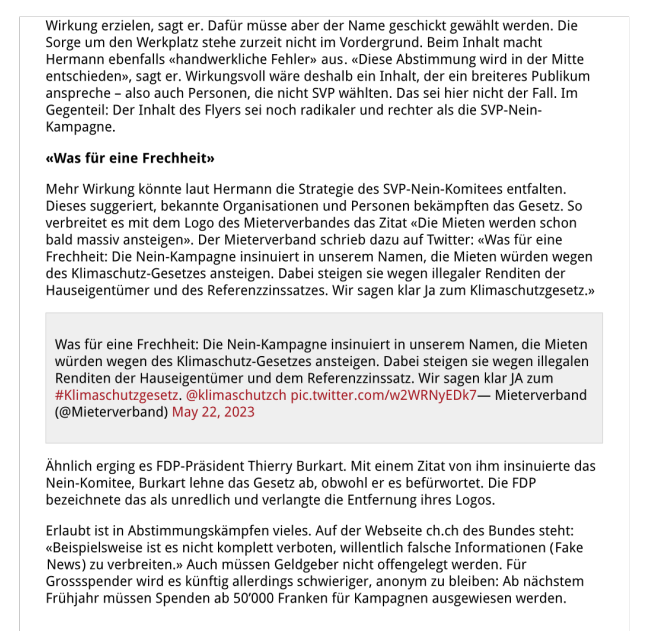 Wirkung erzielen, sagt er. Dafür müsse aber der Name geschickt gewählt werden. Die
Sorge um den Werkplatz stehe zurzeit nicht im Vordergrund. Beim Inhalt macht
Hermann ebenfalls «handwerkliche Fehler» aus. «Diese Abstimmung wird in der Mitte
entschieden», sagt er. Wirkungsvoll wäre deshalb ein Inhalt, der ein breiteres Publikum
anspreche – also auch Personen, die nicht SVP wählten. Das sei hier nicht der Fall. Im
Gegenteil: Der Inhalt des Flyers sei noch radikaler und rechter als die SVP-Nein-
Kampagne.
«Was für eine Frechheit»
Mehr Wirkung könnte laut Hermann die Strategie des SVP-Nein-Komitees entfalten.
Dieses suggeriert, bekannte Organisationen und Personen bekämpften das Gesetz. So
verbreitet es mit dem Logo des Mieterverbandes das Zitat «Die Mieten werden schon
bald massiv ansteigen». Der Mieterverband schrieb dazu auf Twitter: «Was für eine
Frechheit: Die Nein-Kampagne insinuiert in unserem Namen, die Mieten würden wegen
des Klimaschutz-Gesetzes ansteigen. Dabei steigen sie wegen illegaler Renditen der
Hauseigentümer und des Referenzzinssatzes. Wir sagen klar Ja zum Klimaschutzgesetz.»
Was für eine Frechheit: Die Nein-Kampagne insinuiert in unserem Namen, die Mieten
würden wegen des Klimaschutz-Gesetzes ansteigen. Dabei steigen sie wegen illegalen
Renditen der Hauseigentümer und dem Referenzzinssatz. Wir sagen klar JA zum
#Klimaschutzgesetz. @klimaschutzch pic.twitter.com/w2WRNyEDk7— Mieterverband
(@Mieterverband) May 22, 2023
Ähnlich erging es FDP-Präsident Thierry Burkart. Mit einem Zitat von ihm insinuierte das
Nein-Komitee, Burkart lehne das Gesetz ab, obwohl er es befürwortet. Die FDP
bezeichnete das als unredlich und verlangte die Entfernung ihres Logos.
Erlaubt ist in Abstimmungskämpfen vieles. Auf der Webseite ch.ch des Bundes steht:
«Beispielsweise ist es nicht komplett verboten, willentlich falsche Informationen (Fake
News) zu verbreiten.» Auch müssen Geldgeber nicht offengelegt werden. Für
Grossspender wird es künftig allerdings schwieriger, anonym zu bleiben: Ab nächstem
Frühjahr müssen Spenden ab 50’000 Franken für Kampagnen ausgewiesen werden.